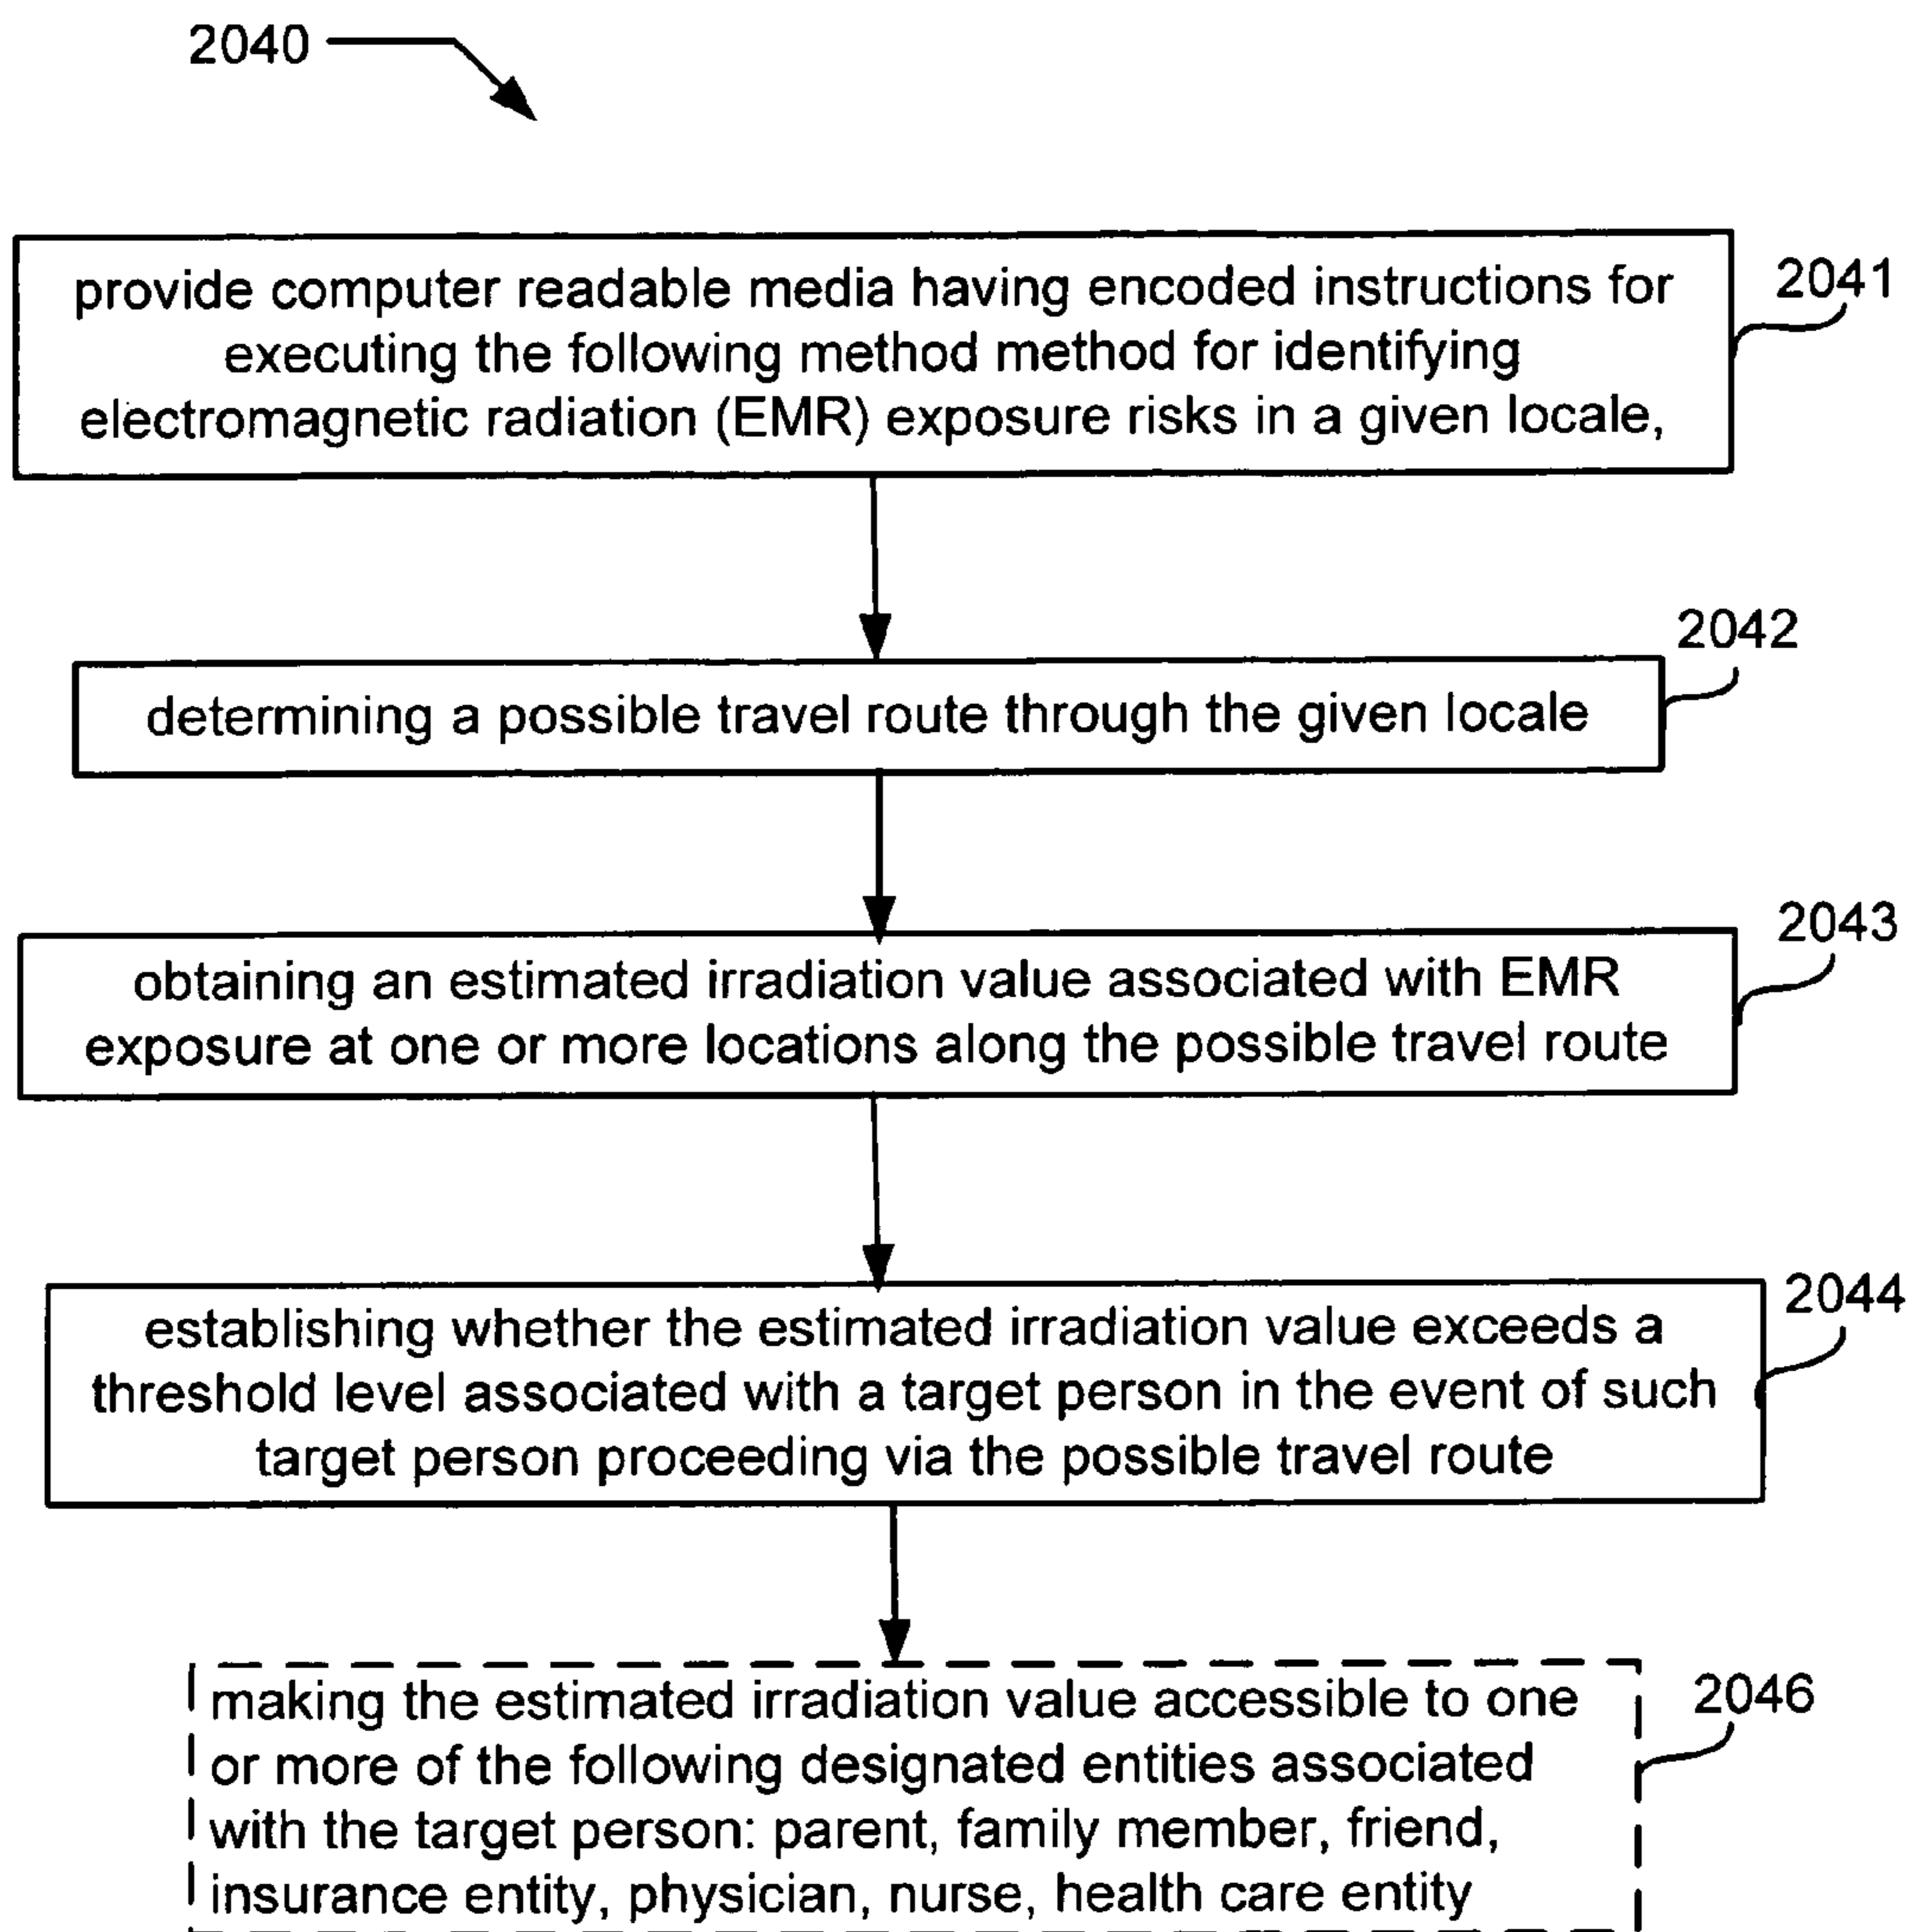 2040
provide computer readable media having encoded instructions for
executing the following method method for identifying
electromagnetic radiation (EMR) exposure risks in a given locale,
2041
determining a possible travel route through the given locale
2042
obtaining an estimated irradiation value associated with EMR
exposure at one or more locations along the possible travel route
2043
establishing whether the estimated irradiation value exceeds a
threshold level associated with a target person in the event of such
target person proceeding via the possible travel route
2044
making the estimated irradiation value accessible to one
or more of the following designated entities associated
with the target person: parent, family member, friend,
insurance entity, physician, nurse, health care entity
2046